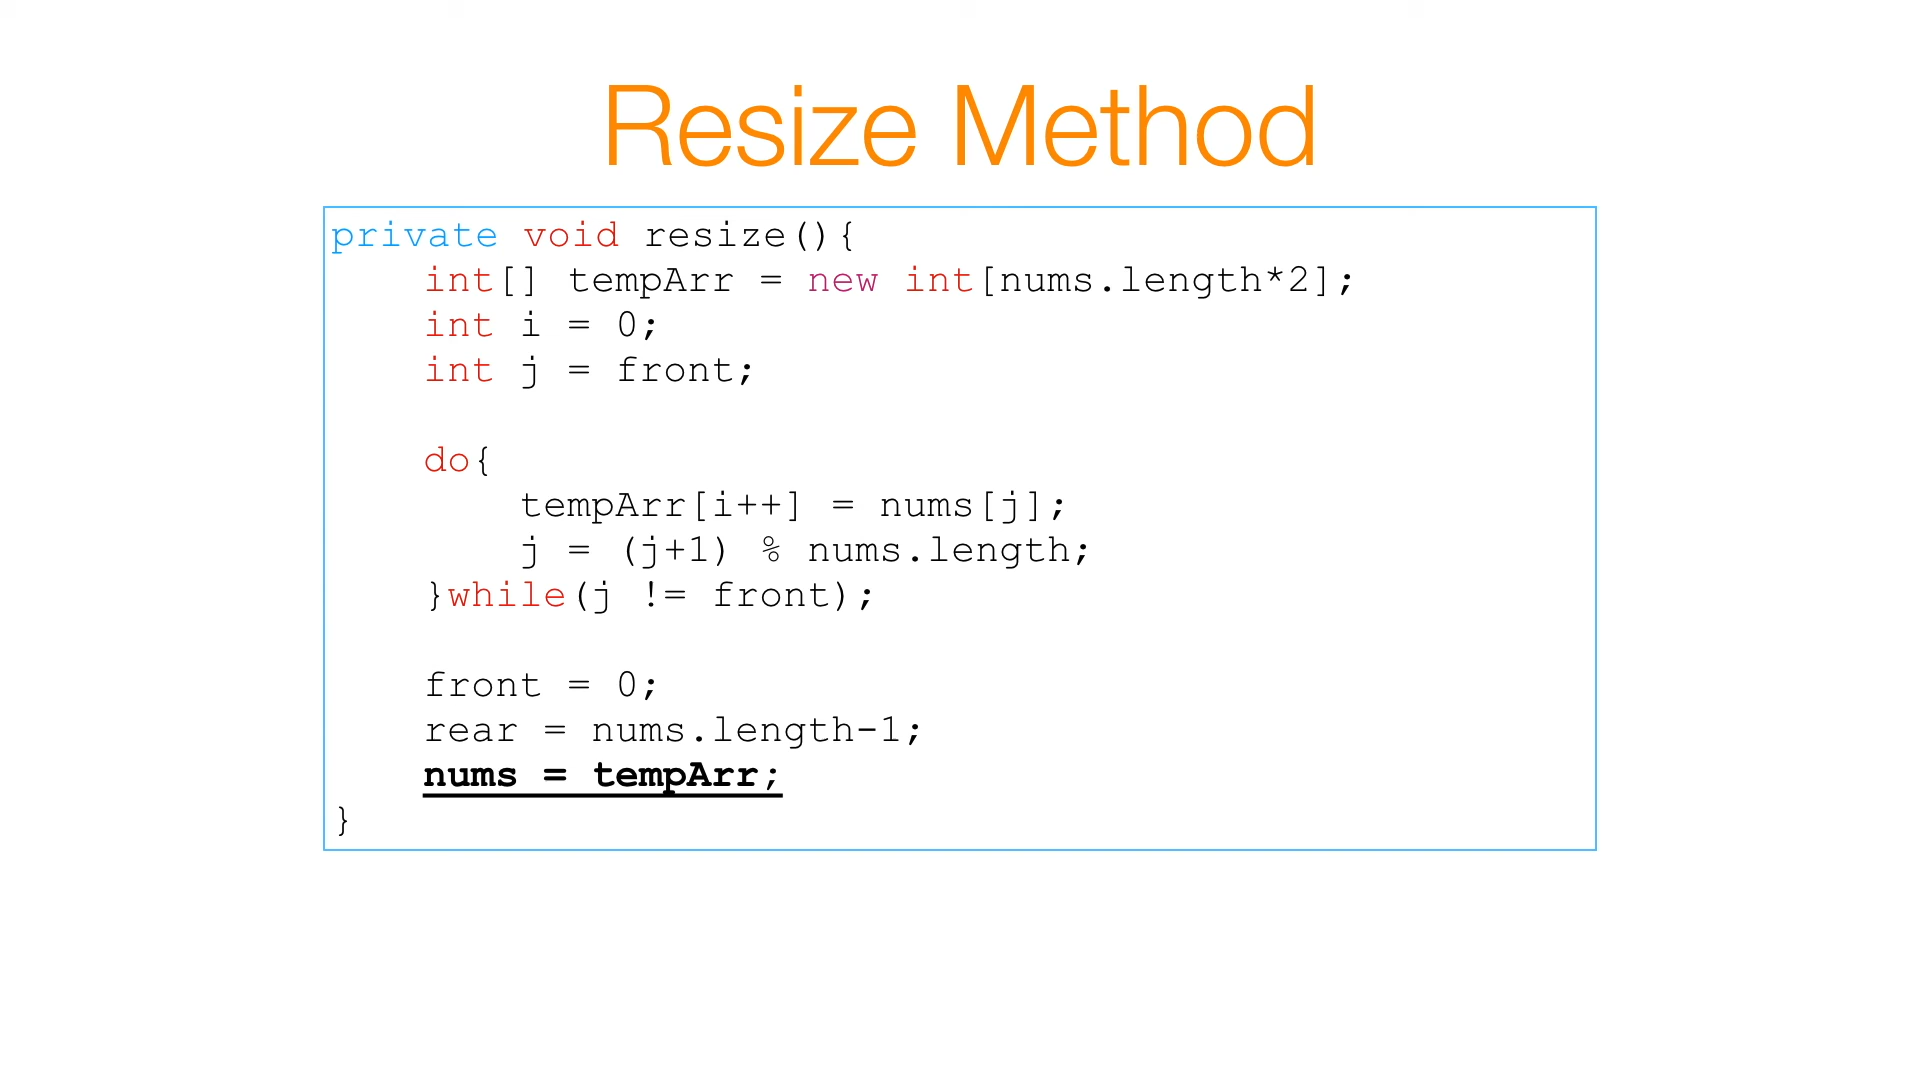 Resize Method
private void resize(){
int[] tempArr = new int[nums.length*2];
int i = 0;
int j = front;
do{
tempArr[i++] = nums[j];
j = (j+1) % nums.length;
}while(j != front);
front = 0;
rear = nums.length-1;
nums = tempArr;
}